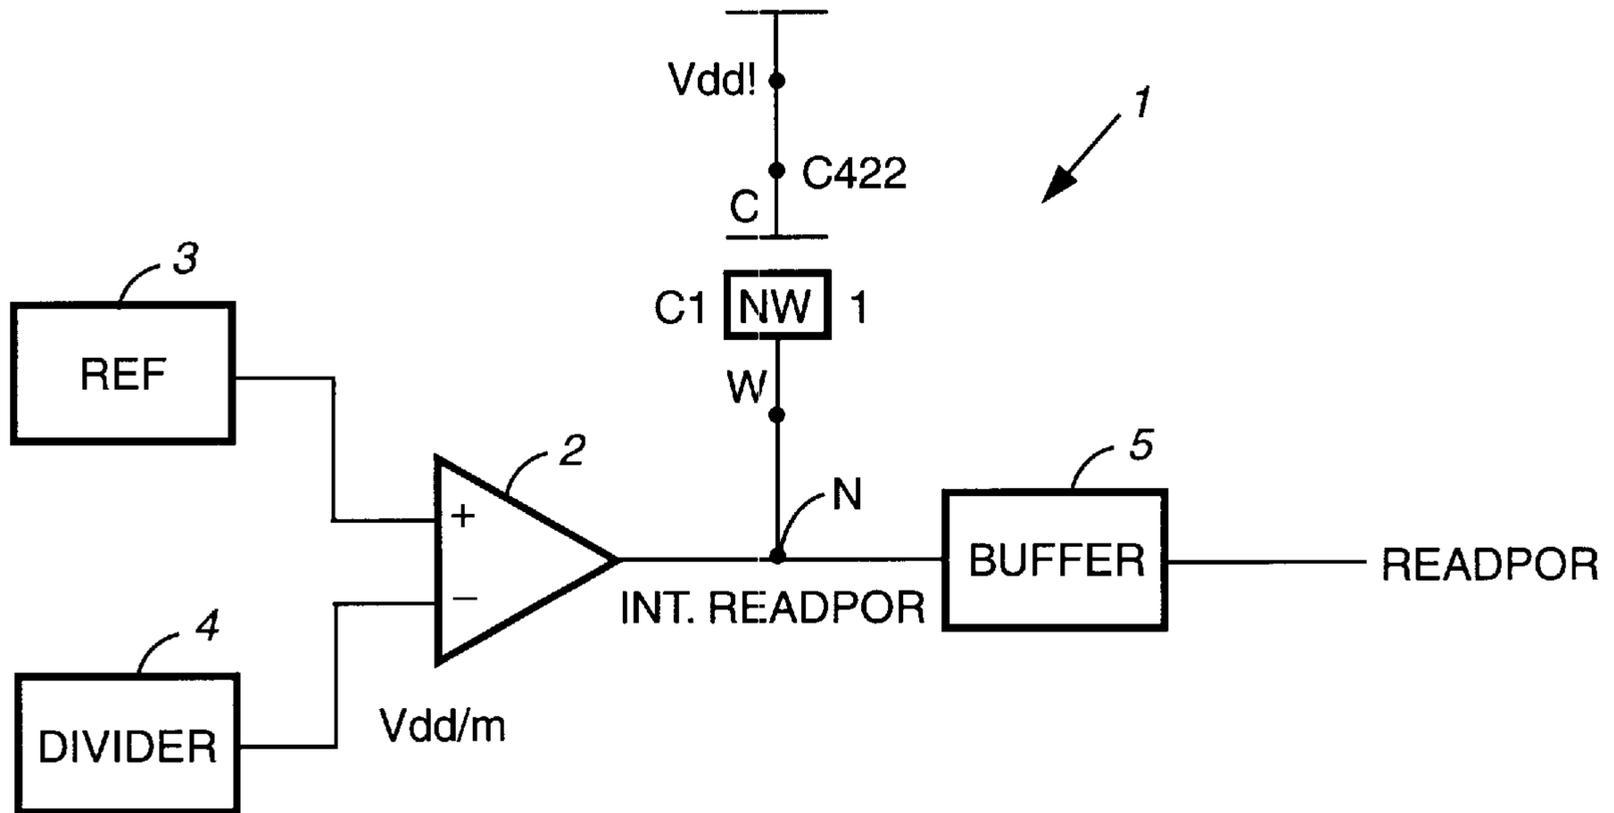 Vdd!
1
C422
C
3
C1 NW 1
REF
W
2
5
N
+
BUFFER
READPOR
−
INT. READPOR
4
Vdd/m
DIVIDER